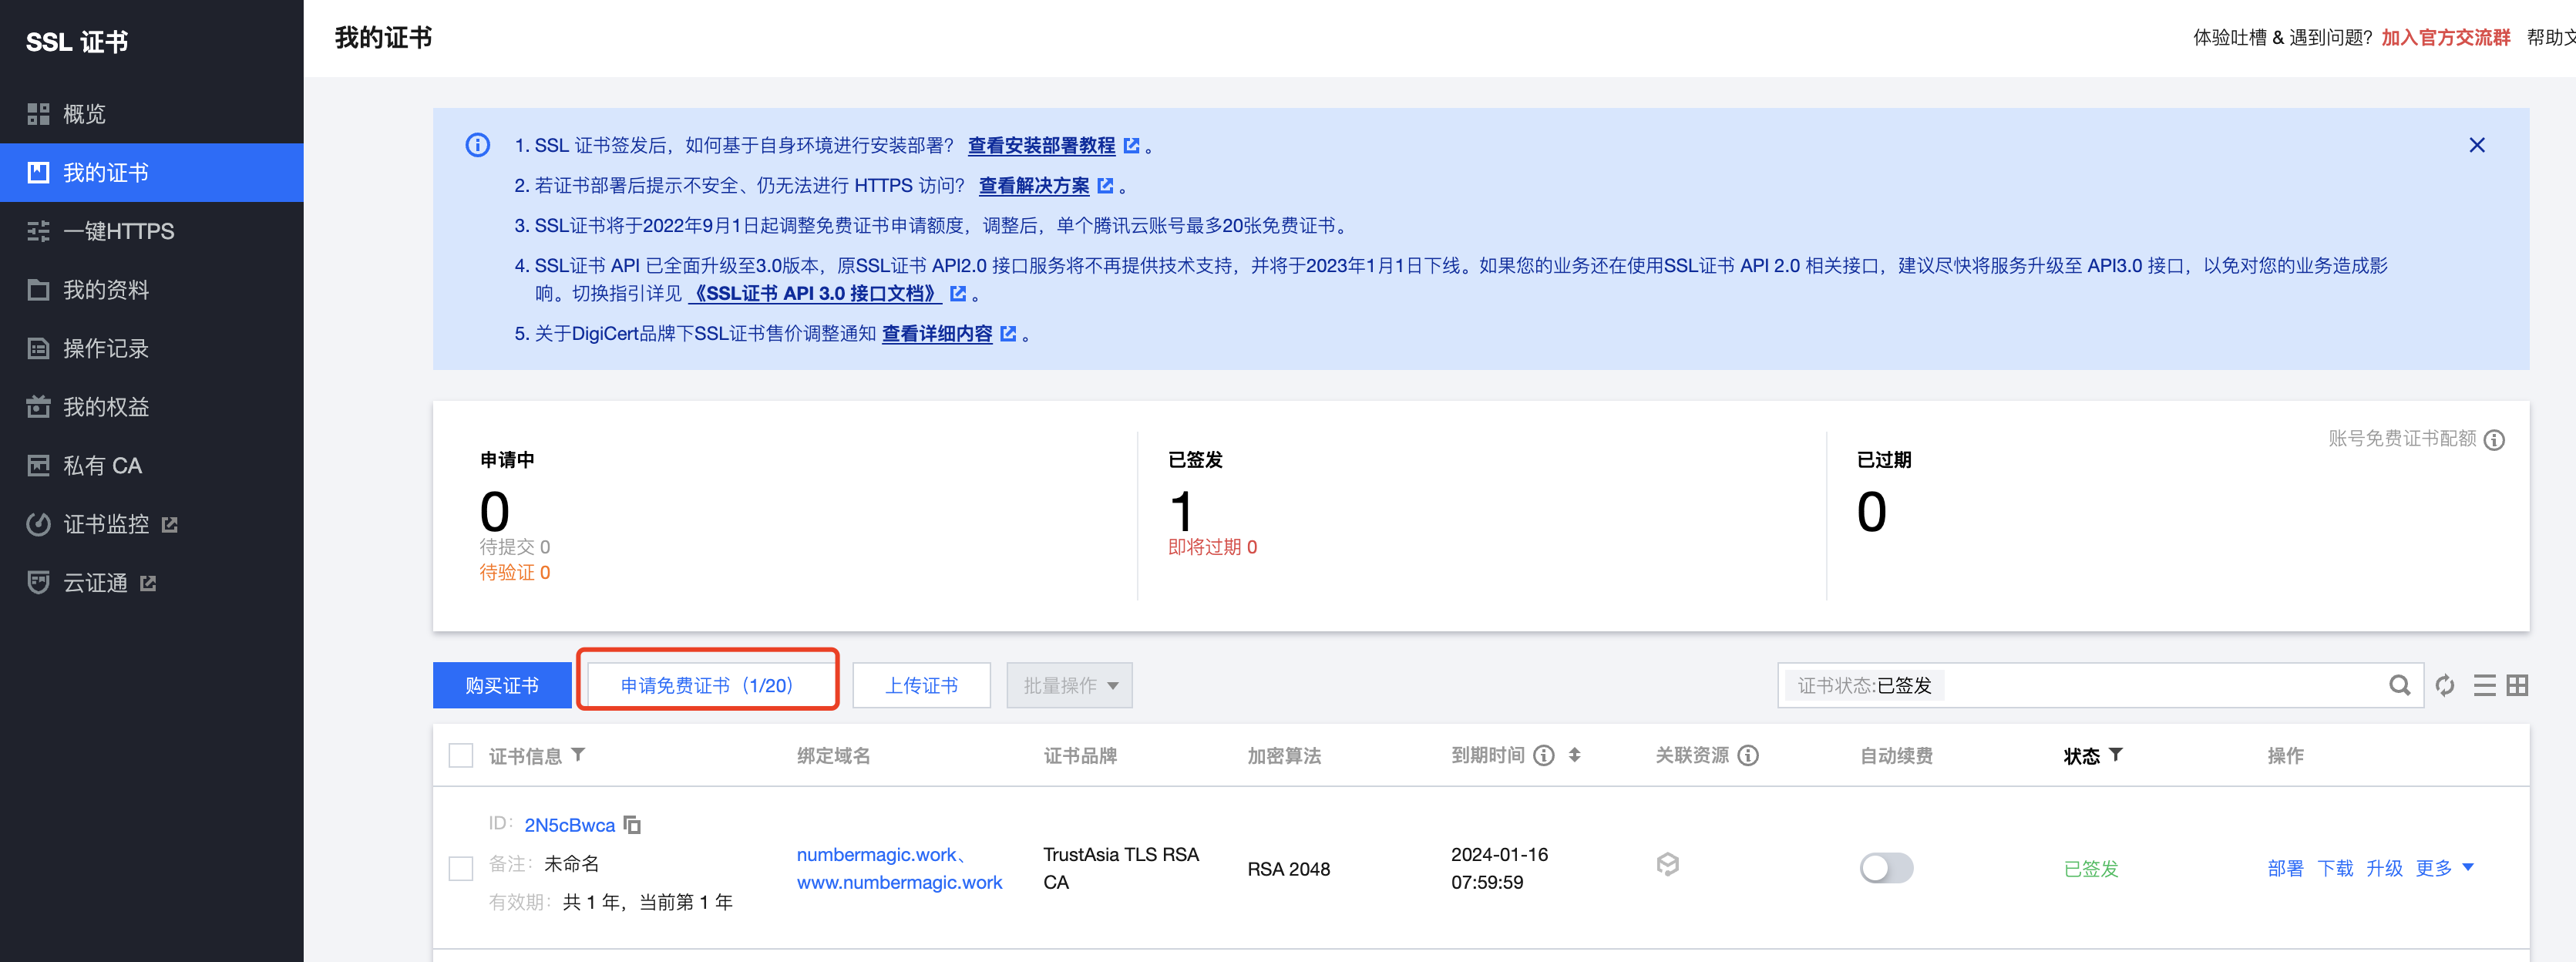 SSL 证书
概览
我的证书
一键HTTPS
我的资料
操作记录
我的权益
私有 CA
证书监控
云证通
我的证书
体验吐槽 & 遇到问题? 加入官方交流群 帮助文
1. SSL 证书签发后，如何基于自身环境进行安装部署？ 查看安装部署教程 。
2. 若证书部署后提示不安全、仍无法进行 HTTPS 访问？ 查看解决方案 。
3. SSL证书将于2022年9月1日起调整免费证书申请额度，调整后，单个腾讯云账号最多20张免费证书。
4. SSL证书 API 已全面升级至3.0版本，原SSL证书 API2.0 接口服务将不再提供技术支持，并将于2023年1月1日下线。如果您的业务还在使用SSL证书 API 2.0 相关接口，建议尽快将服务升级至 API3.0 接口，以免对您的业务造成影
响。切换指引详见 《SSL证书 API 3.0 接口文档》 。
5. 关于DigiCert品牌下SSL证书售价调整通知 查看详细内容 。
账号免费证书配额
申请中
0
待提交 0
待验证 0
已签发
1
即将过期 0
已过期
0
购买证书 申请免费证书（1/20） 上传证书 批量操作 证书状态:已签发
证书信息 绑定域名 证书品牌 加密算法 到期时间 关联资源 自动续费 状态 操作
ID： 2N5cBwca
备注： 未命名
有效期： 共 1 年，当前第 1 年
numbermagic.work、
www.numbermagic.work
TrustAsia TLS RSA
CA
RSA 2048
2024-01-16
07:59:59
已签发
部署 下载 升级 更多